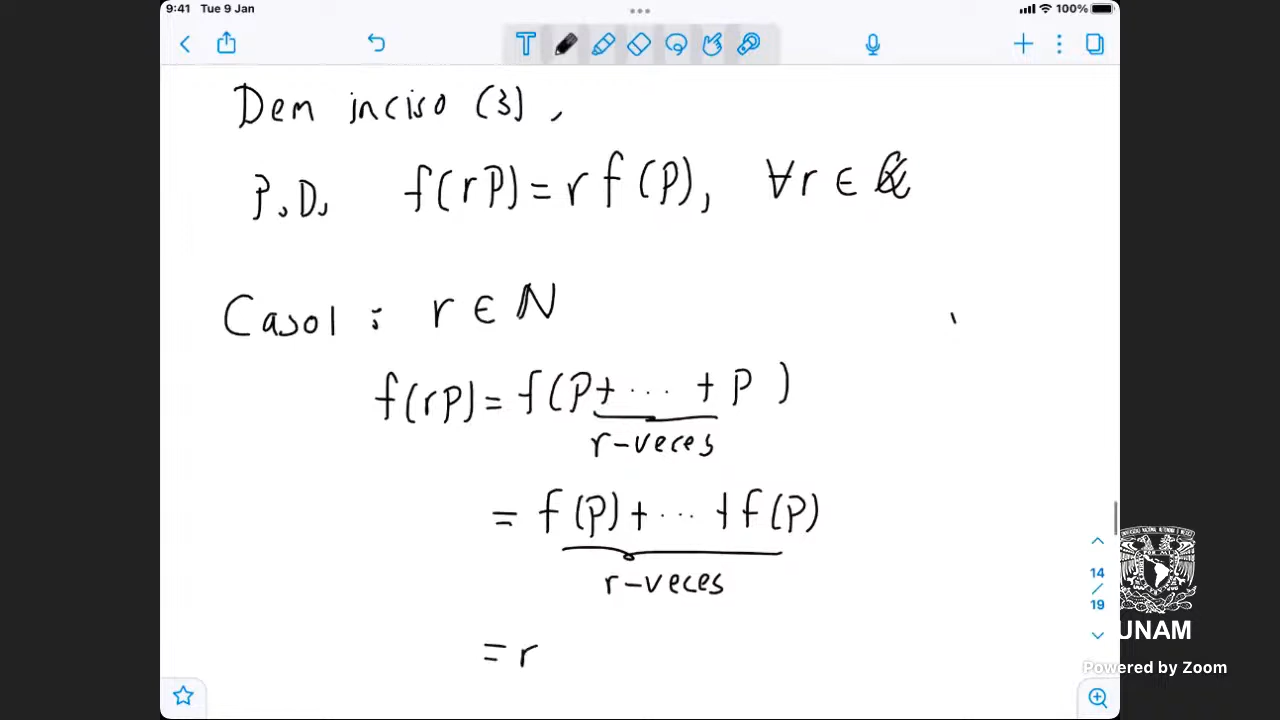 9:41 Tue 9 Jan
100%
Dem inciso (3),
P.D. f(rP) = r f(P), ∀r ∈ ℚ
Caso1 : r ∈ ℕ
f(rP) = f(P+ ... + P )
r-veces
= f(P) + ... + f(P)
r-veces
= r
14
/
19
UNAM
Powered by Zoom